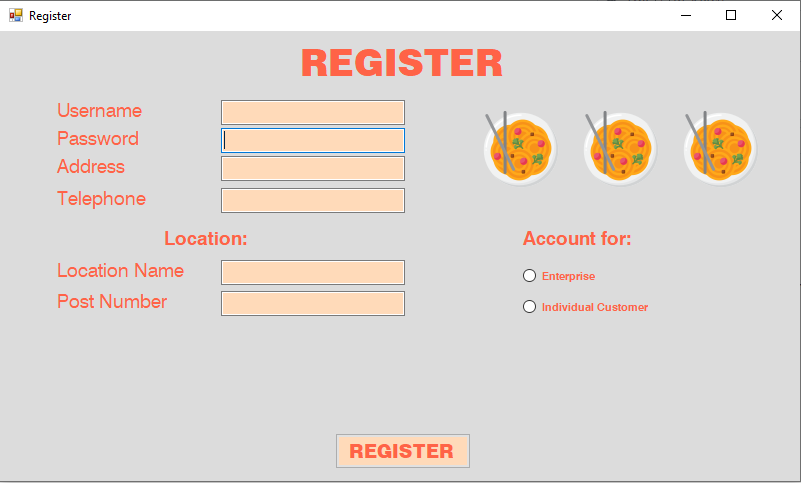 Register
REGISTER
Username
Password
Address
Telephone
Location:
Location Name
Post Number
Account for:
Enterprise
Individual Customer
REGISTER